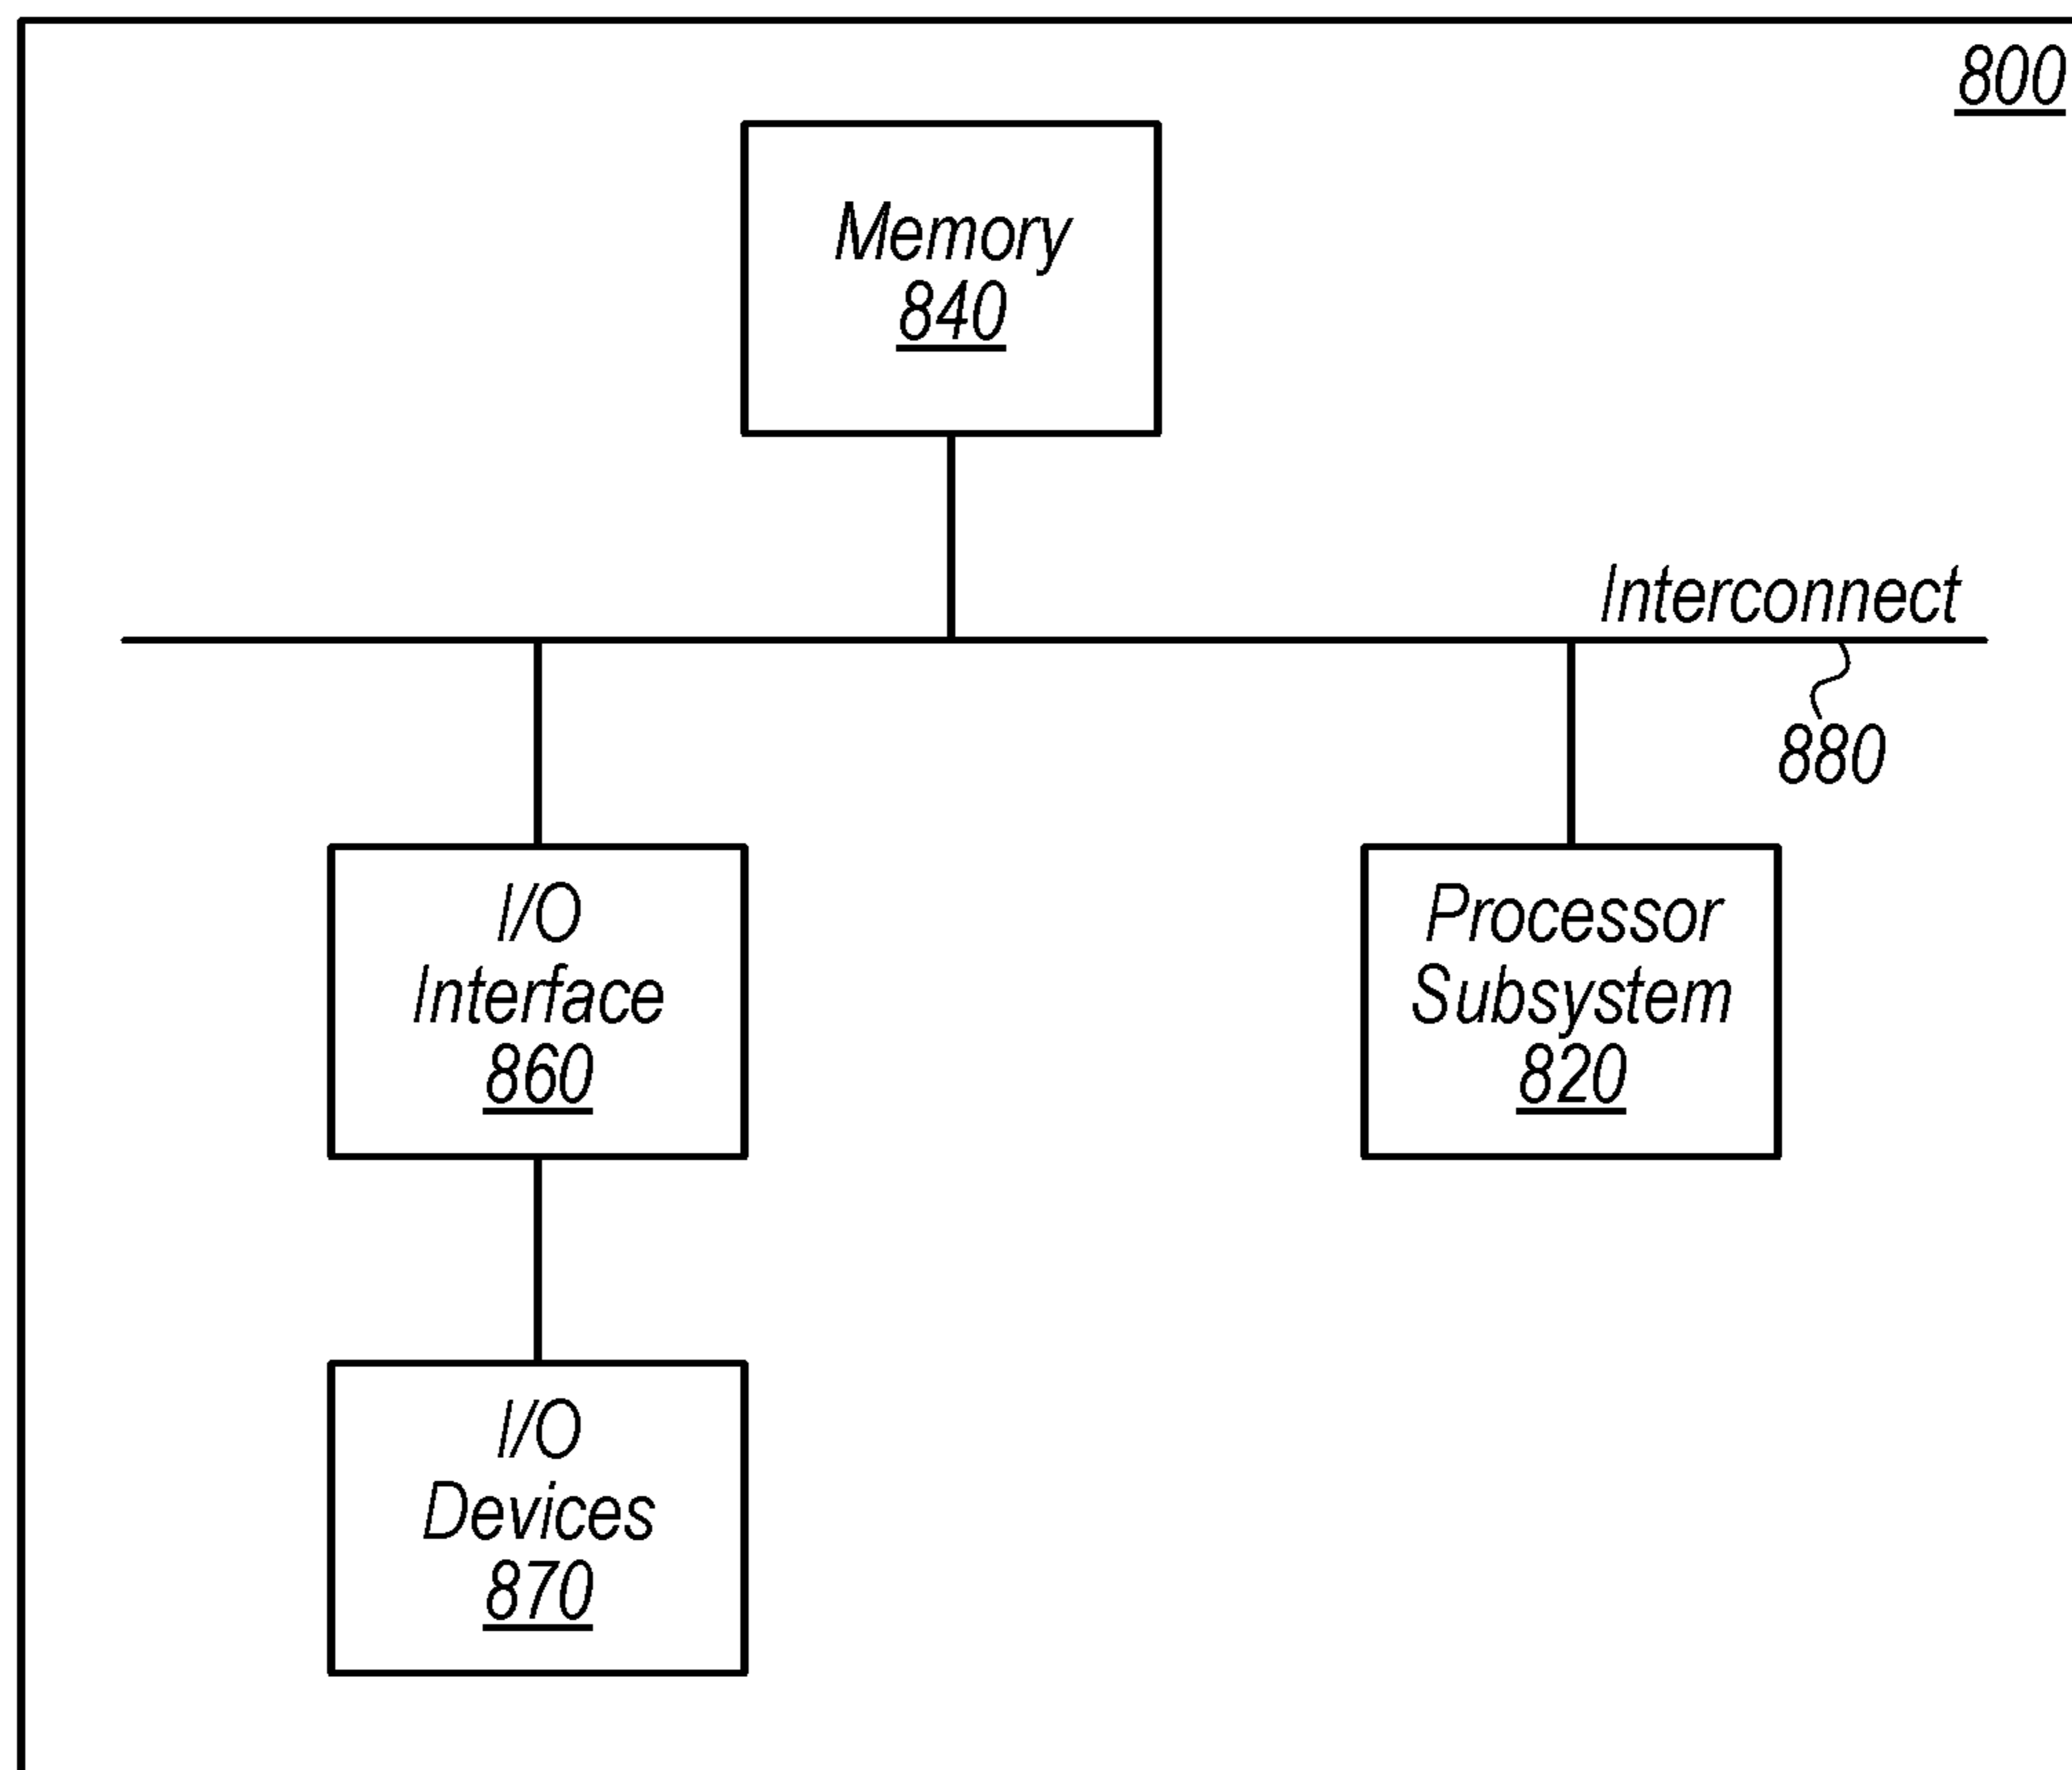 800
Memory
840
Interconnect
880
I/O
Interface
860
Processor
Subsystem
820
I/O
Devices
870